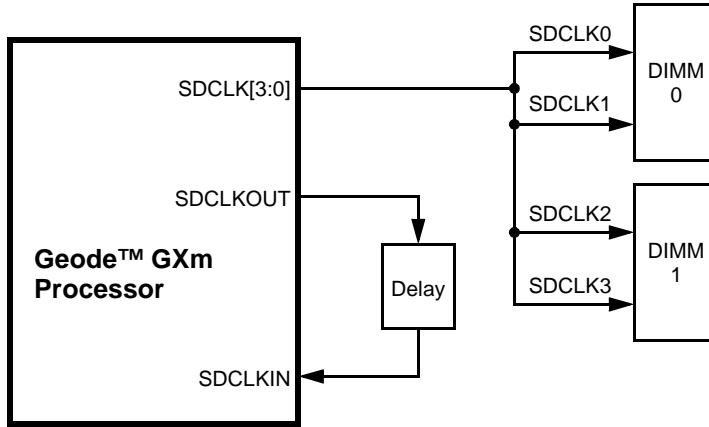 SDCLK[3:0]
SDCLKOUT
Geode™ GXm
Processor
SDCLKIN
Delay
SDCLK0
SDCLK1
DIMM
0
SDCLK2
SDCLK3
DIMM
1